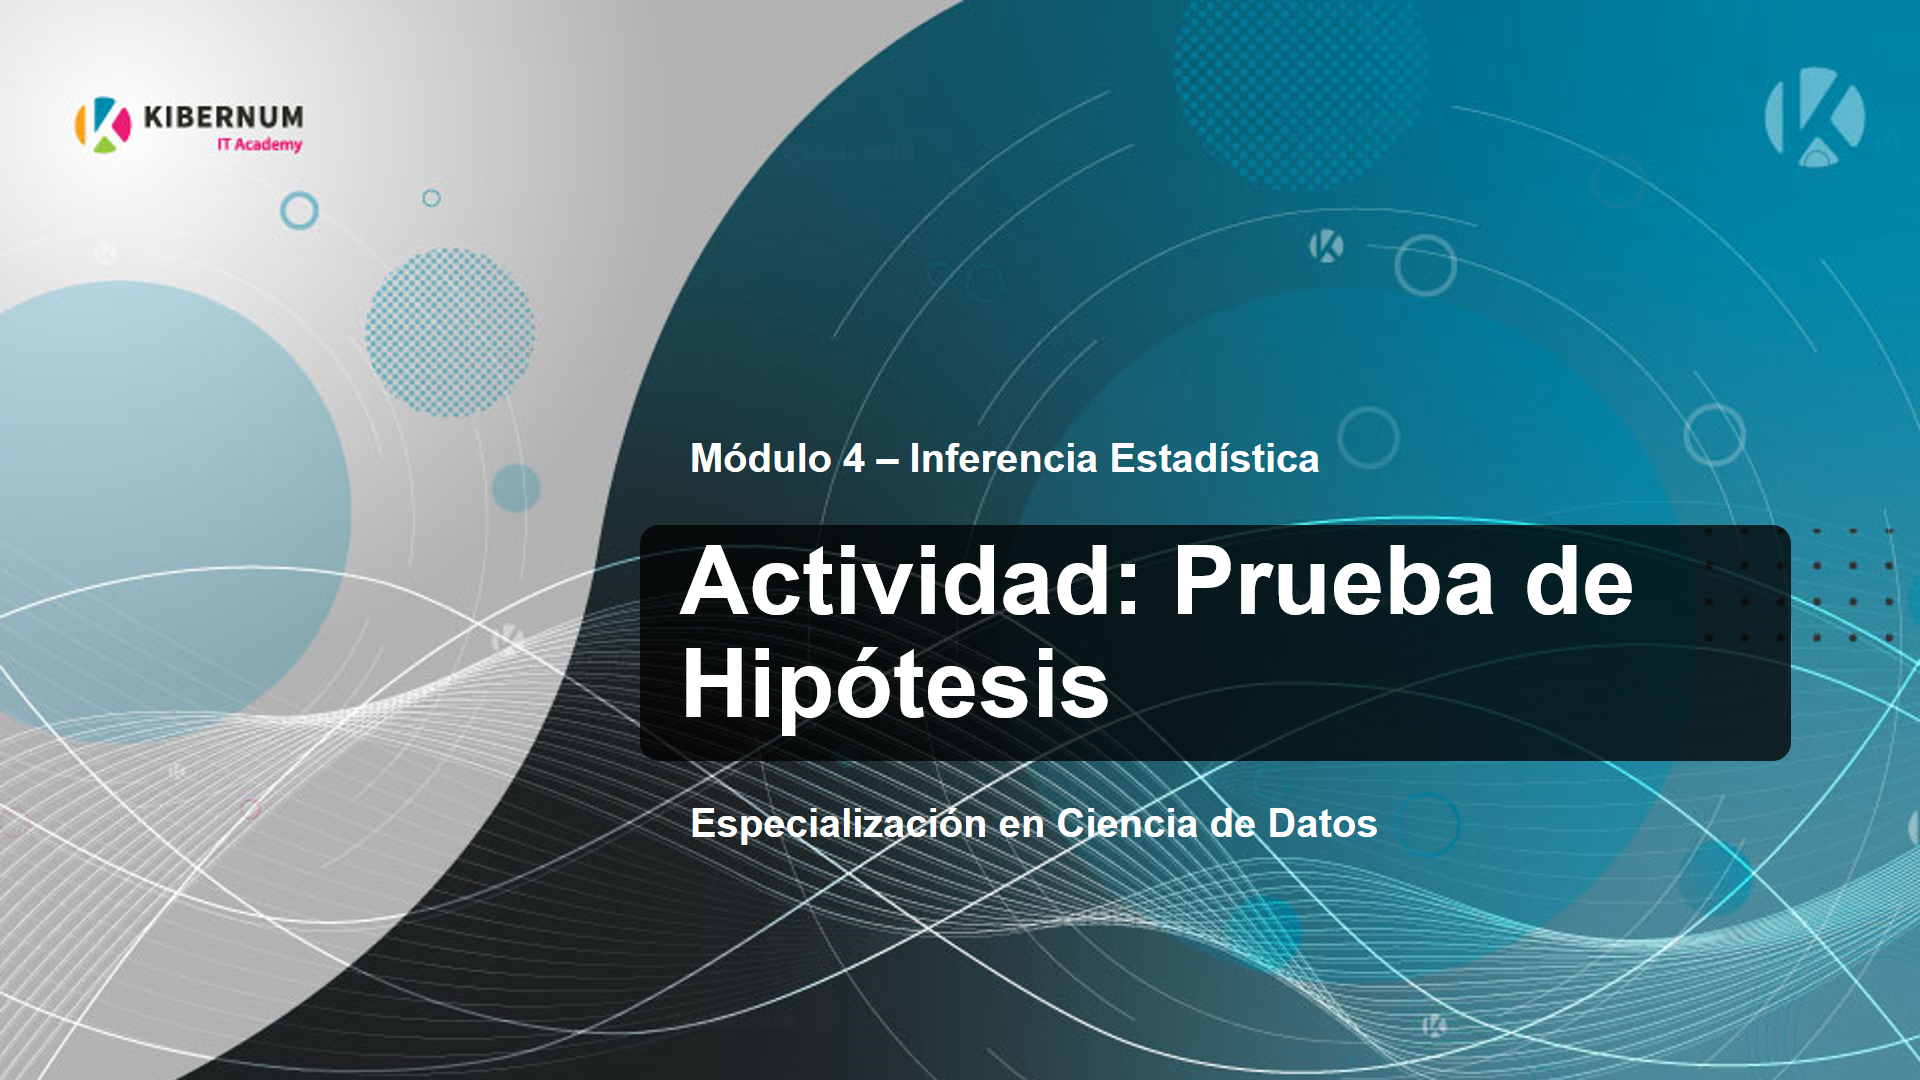 KIBERNUM
IT Academy
Módulo 4 – Inferencia Estadística
Actividad: Prueba de
Hipótesis
Especialización en Ciencia de Datos